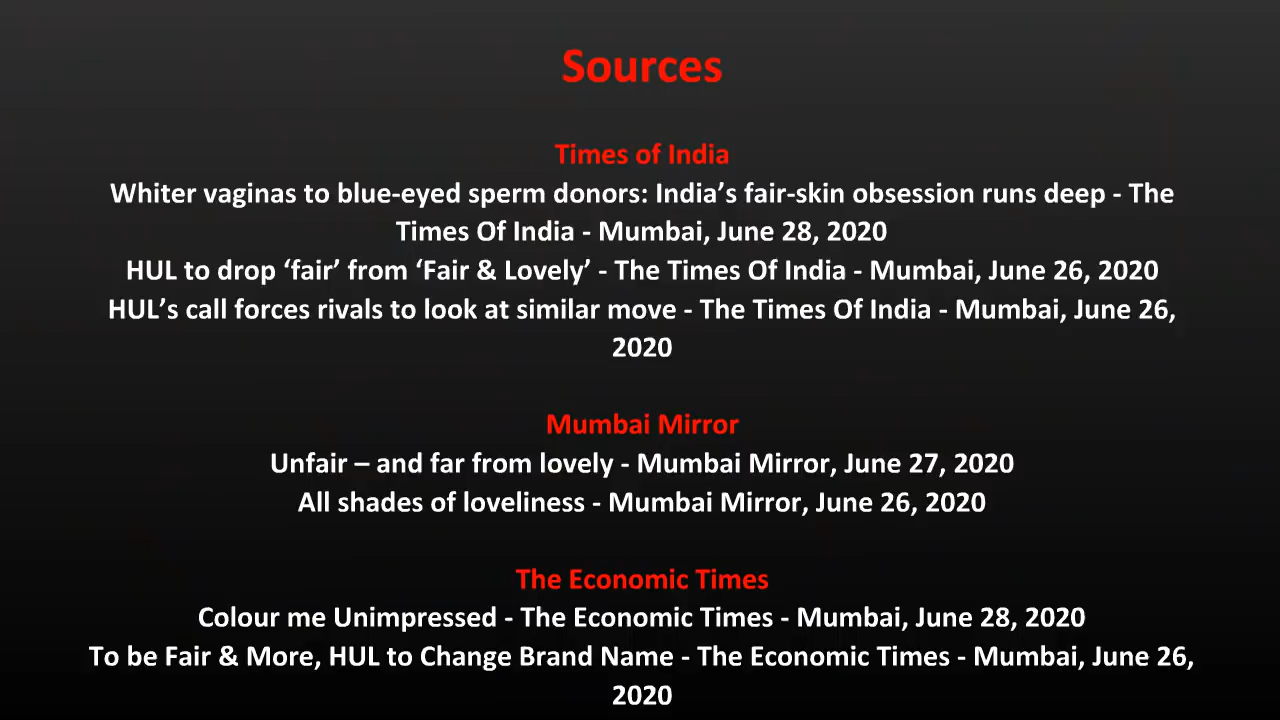 Sources
Times of India
Whiter vaginas to blue-eyed sperm donors: India’s fair-skin obsession runs deep - The
Times Of India - Mumbai, June 28, 2020
HUL to drop ‘fair’ from ‘Fair & Lovely’ - The Times Of India - Mumbai, June 26, 2020
HUL’s call forces rivals to look at similar move - The Times Of India - Mumbai, June 26,
2020
Mumbai Mirror
Unfair – and far from lovely - Mumbai Mirror, June 27, 2020
All shades of loveliness - Mumbai Mirror, June 26, 2020
The Economic Times
Colour me Unimpressed - The Economic Times - Mumbai, June 28, 2020
To be Fair & More, HUL to Change Brand Name - The Economic Times - Mumbai, June 26,
2020